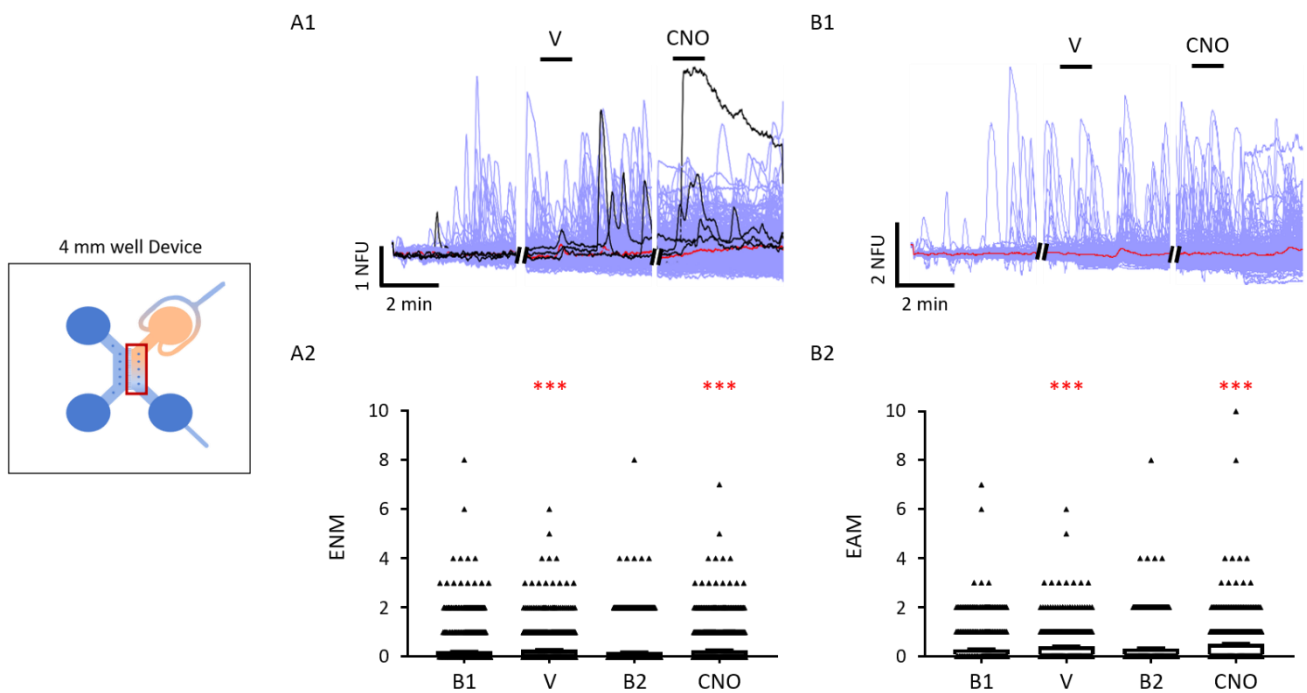 4 mm well Device
A1
V
CNO
1 NFU
2 min
B1
V
CNO
2 NFU
2 min
A2
*** ***
10
8
6
4
2
0
ENM
B1 V B2 CNO
B2
*** ***
10
8
6
4
2
0
EAM
B1 V B2 CNO